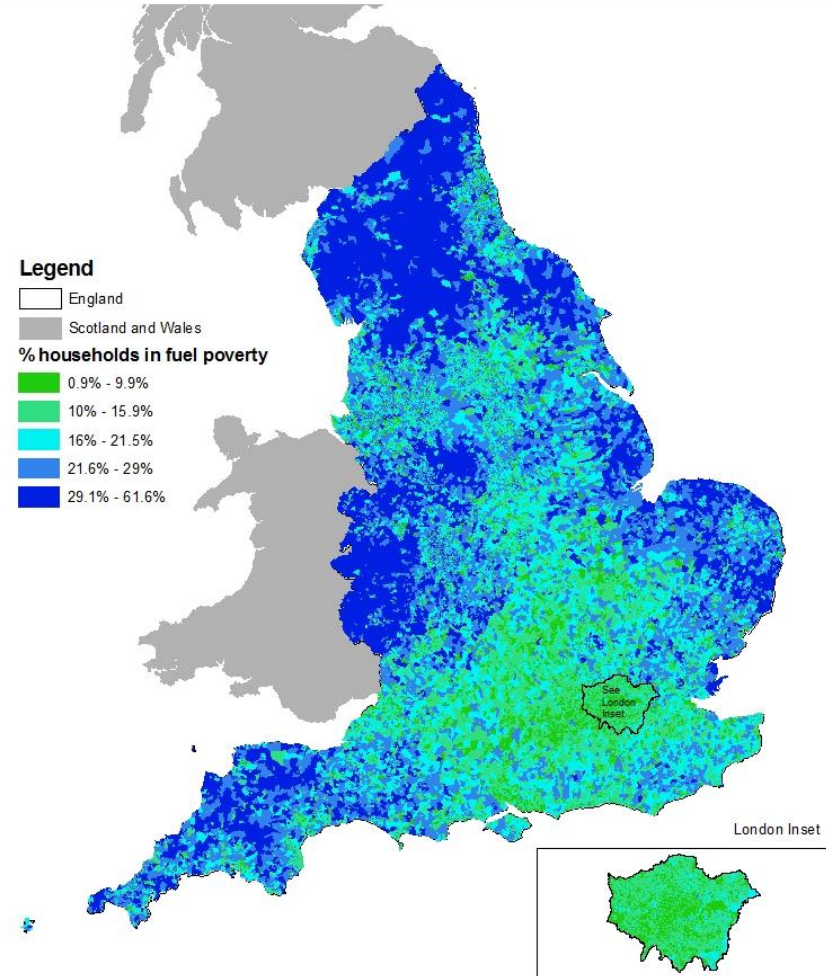 Legend
England
Scotland and Wales
% households in fuel poverty
0.9% - 9.9%
10% - 15.9%
16% - 21.5%
21.6% - 29%
29.1% - 61.6%
See
London
Inset
London Inset